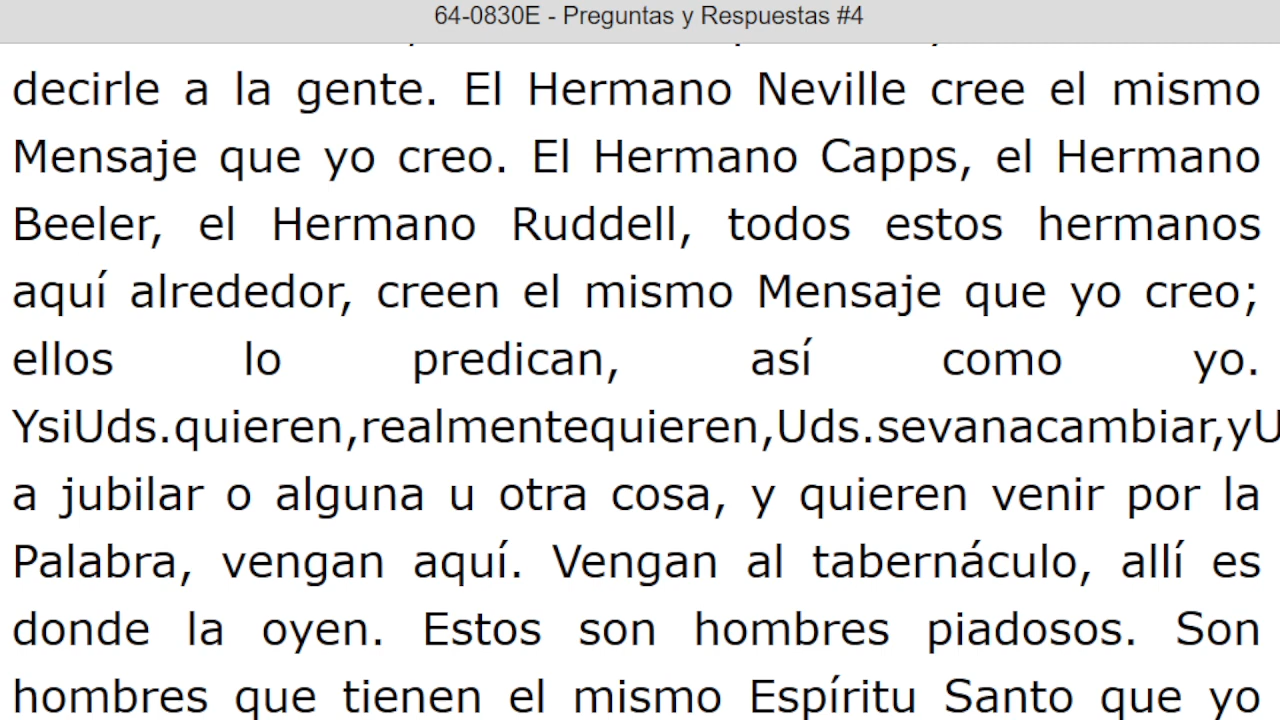 64-0830E - Preguntas y Respuestas #4
decirle a la gente. El Hermano Neville cree el mismo
Mensaje que yo creo. El Hermano Capps, el Hermano
Beeler, el Hermano Ruddell, todos estos hermanos
aquí alrededor, creen el mismo Mensaje que yo creo;
ellos lo predican, así como yo.
YsiUds.quieren,realmentequieren,Uds.sevanacambiar,yU
a jubilar o alguna u otra cosa, y quieren venir por la
Palabra, vengan aquí. Vengan al tabernáculo, allí es
donde la oyen. Estos son hombres piadosos. Son
hombres que tienen el mismo Espíritu Santo que yo